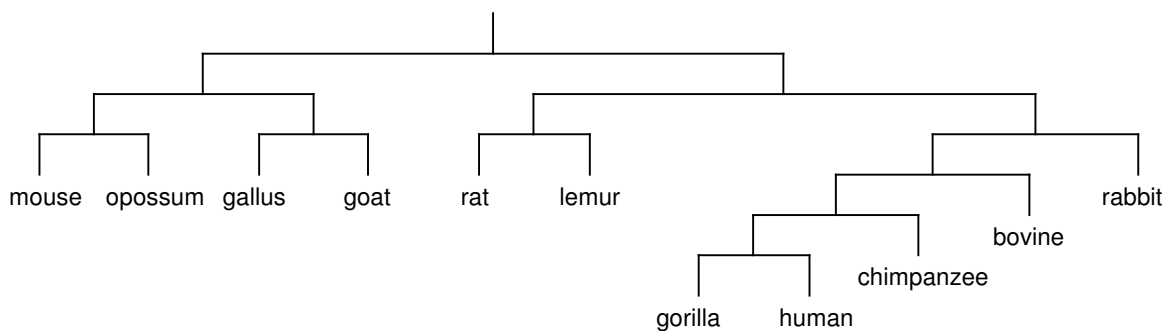 mouse opossum gallus goat rat lemur rabbit
bovine
chimpanzee
gorilla human